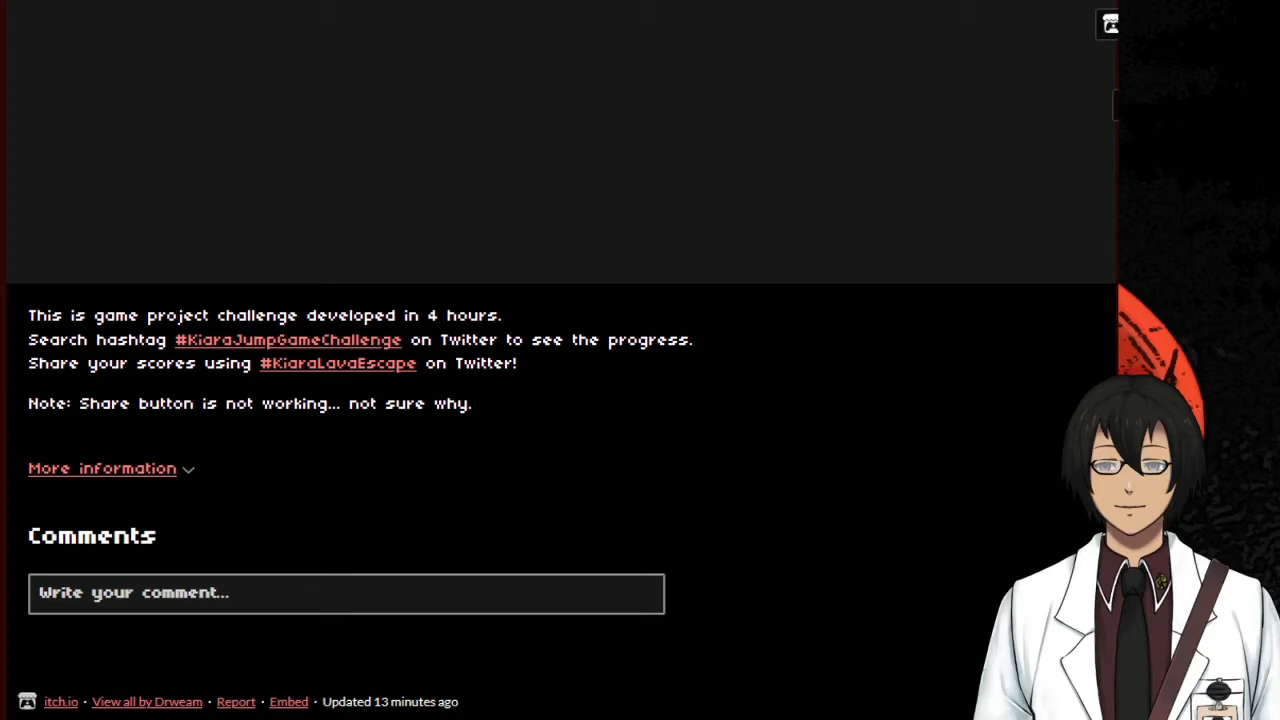 This is game project challenge developed in 4 hours.
Search hashtag #KiaraJumpGameChallenge on Twitter to see the progress.
Share your scores using #KiaraLavaEscape on Twitter!
Note: Share button is not working... not sure why.
More information
Comments
Write your comment...
itch.io · View all by Drweam · Report · Embed · Updated 13 minutes ago